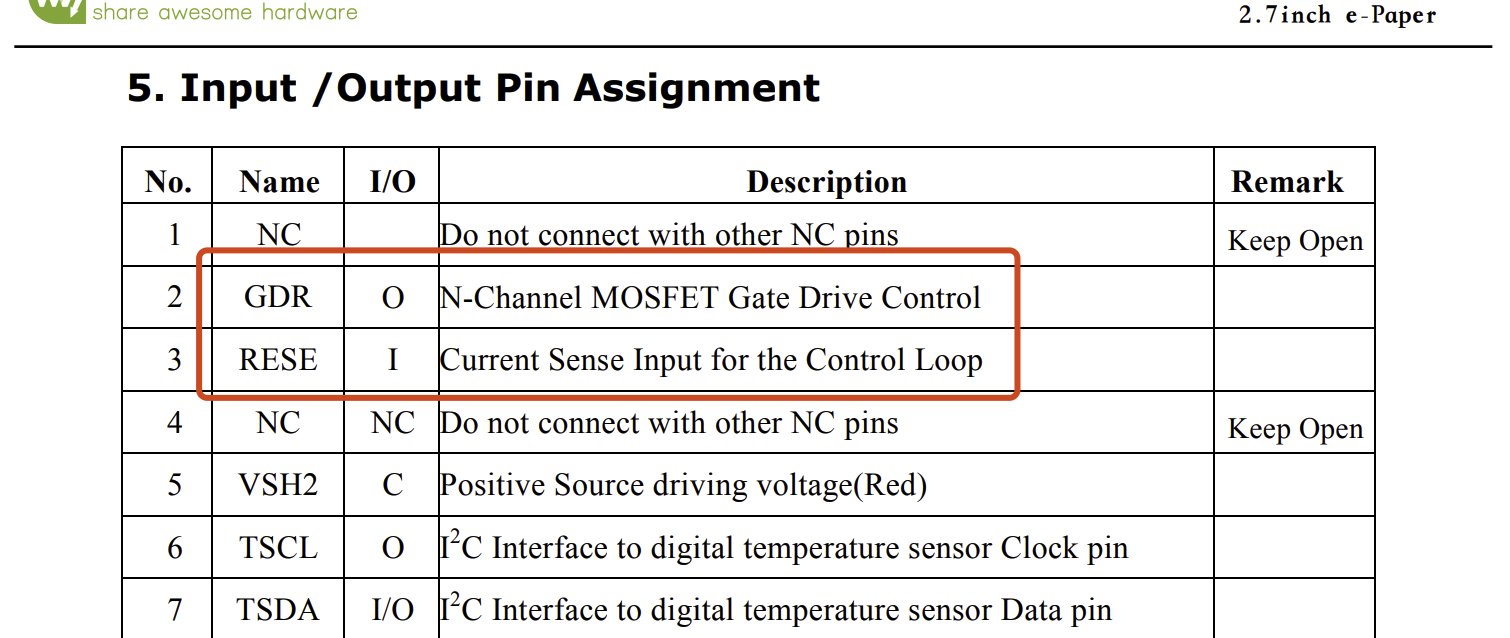 share awesome hardware
2.7inch e-Paper
5. Input /Output Pin Assignment
No. Name I/O Description Remark
1 NC Do not connect with other NC pins Keep Open
2 GDR O N-Channel MOSFET Gate Drive Control
3 RESE I Current Sense Input for the Control Loop
4 NC NC Do not connect with other NC pins Keep Open
5 VSH2 C Positive Source driving voltage(Red)
6 TSCL O I²C Interface to digital temperature sensor Clock pin
7 TSDA I/O I²C Interface to digital temperature sensor Data pin